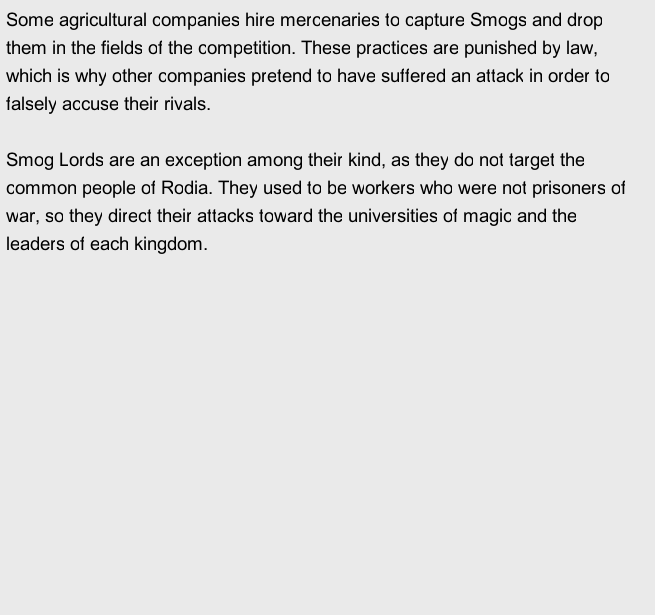 Some agricultural companies hire mercenaries to capture Smogs and drop
them in the fields of the competition. These practices are punished by law,
which is why other companies pretend to have suffered an attack in order to
falsely accuse their rivals.
Smog Lords are an exception among their kind, as they do not target the
common people of Rodia. They used to be workers who were not prisoners of
war, so they direct their attacks toward the universities of magic and the
leaders of each kingdom.